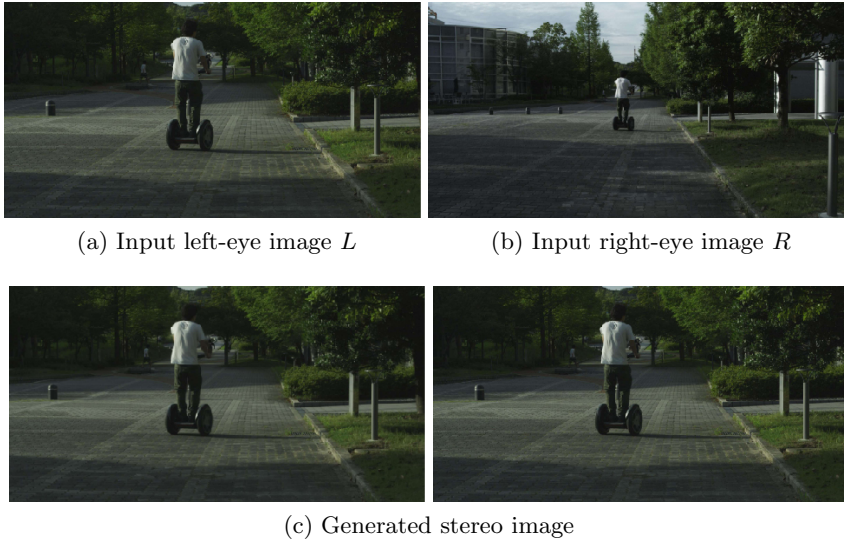 (a) Input left-eye image L
(b) Input right-eye image R
(c) Generated stereo image